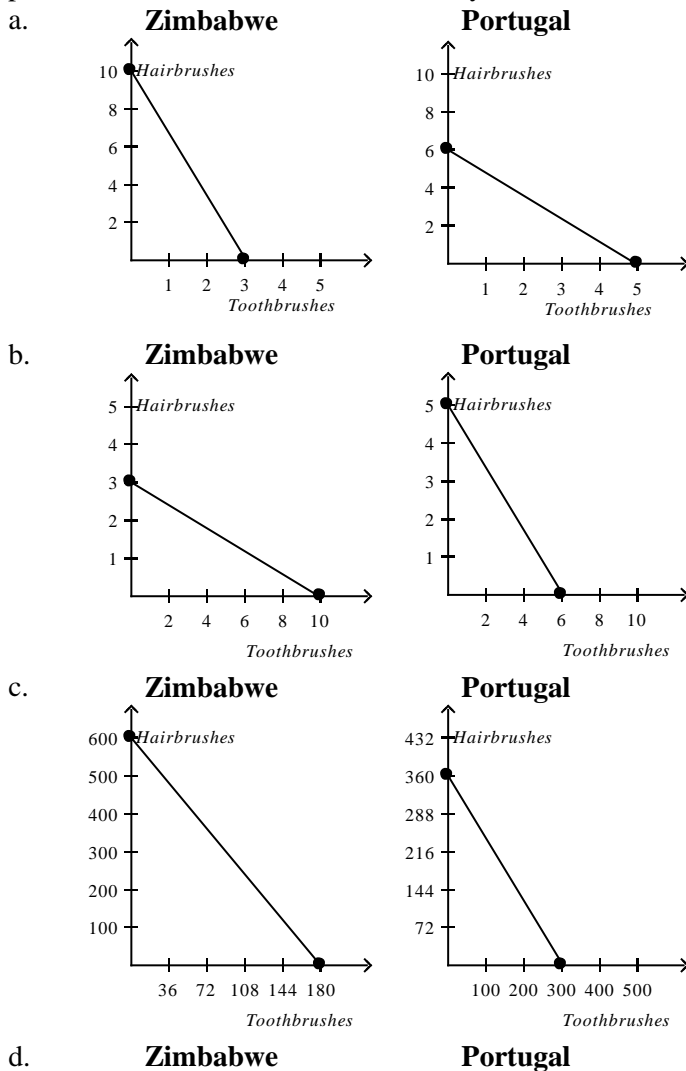 a. Zimbabwe Portugal
Hairbrushes Hairbrushes
10 10
8 8
6 6
4 4
2 2
1 2 3 4 5 1 2 3 4 5
Toothbrushes Toothbrushes
b. Zimbabwe Portugal
5 Hairbrushes 5 Hairbrushes
4 4
3 3
2 2
1 1
2 4 6 8 10 2 4 6 8 10
Toothbrushes Toothbrushes
c. Zimbabwe Portugal
600 Hairbrushes 432 Hairbrushes
500 360
400 288
300 216
200 144
100 72
36 72 108 144 180 100 200 300 400 500
Toothbrushes Toothbrushes
d. Zimbabwe Portugal